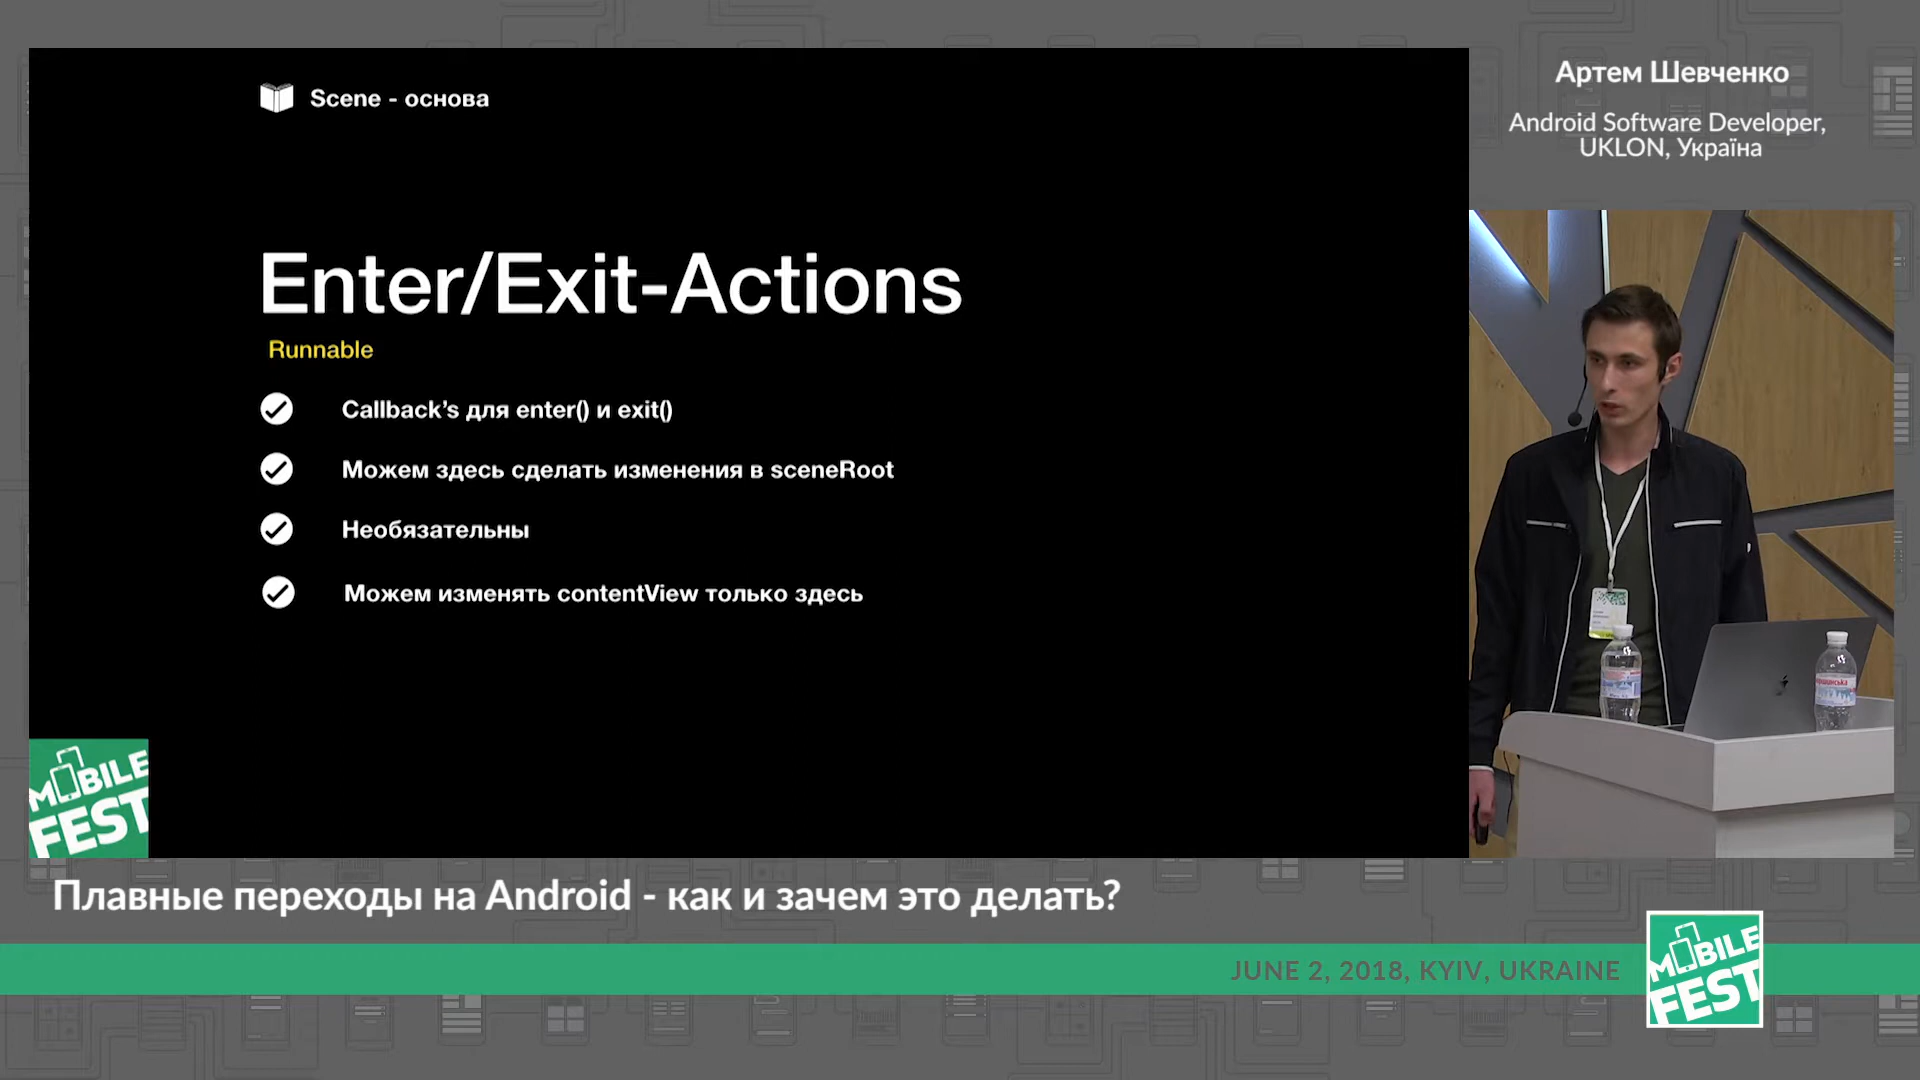 Scene - основа
Enter/Exit-Actions
Runnable
Callback’s для enter() и exit()
Можем здесь сделать изменения в sceneRoot
Необязательны
Можем изменять contentView только здесь
MOBILE
FEST
Артем Шевченко
Android Software Developer,
UKLON, Україна
Плавные переходы на Android - как и зачем это делать?
JUNE 2, 2018, KYIV, UKRAINE
MOBILE
FEST